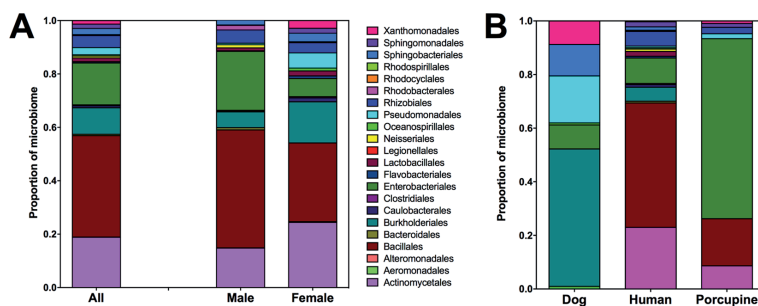 A
Proportion of microbiome
1.0
0.8
0.6
0.4
0.2
0.0
All
Male
Female
Xanthomonadales
Sphingomonadales
Sphingobacteriales
Rhodospirillales
Rhodocyclales
Rhodobacterales
Rhizobiales
Pseudomonadales
Oceanospirillales
Neisseriales
Legionellales
Lactobacillales
Flavobacteriales
Enterobacteriales
Clostridiales
Caulobacterales
Burkholderiales
Bacteroidales
Bacillales
Alteromonadales
Aeromonadales
Actinomycetales
B
Proportion of microbiome
1.0
0.8
0.6
0.4
0.2
0.0
Dog
Human
Porcupine